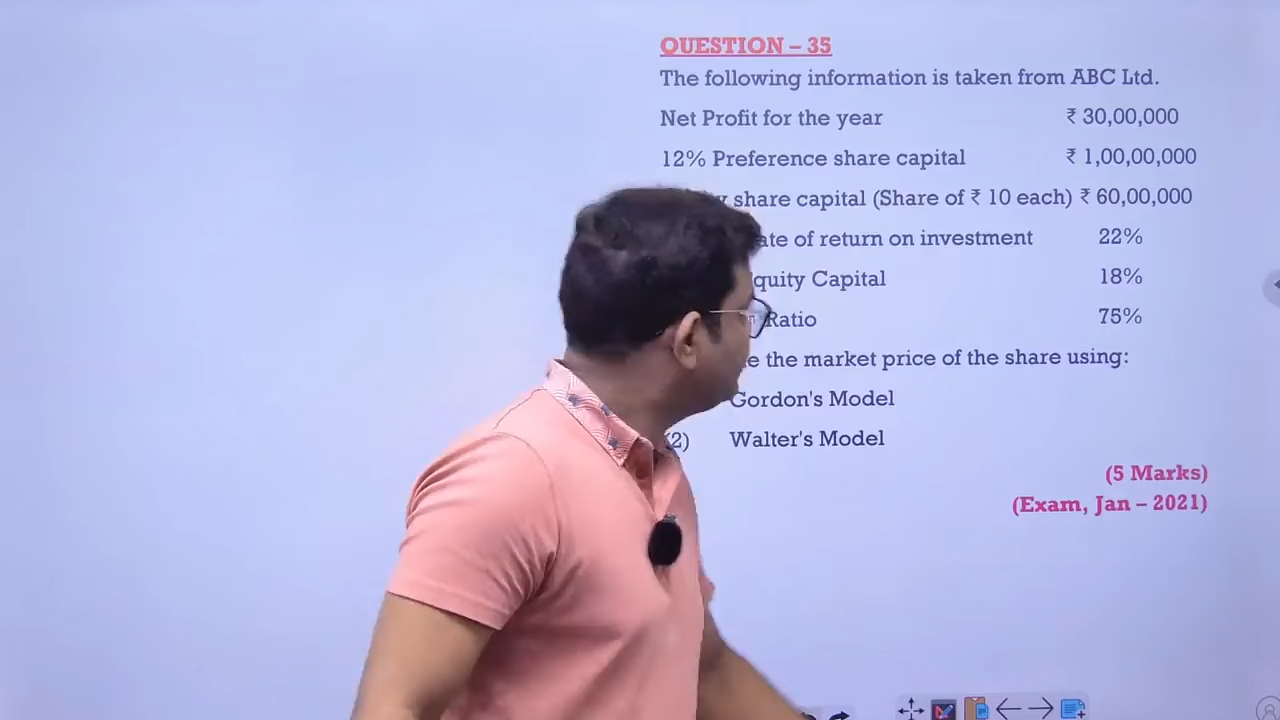 QUESTION – 35
The following information is taken from ABC Ltd.
Net Profit for the year ₹ 30,00,000
12% Preference share capital ₹ 1,00,00,000
share capital (Share of ₹ 10 each) ₹ 60,00,000
of return on investment 22%
Capital 18%
Ratio 75%
the market price of the share using:
Gordon's Model
(2) Walter's Model
(5 Marks)
(Exam, Jan – 2021)